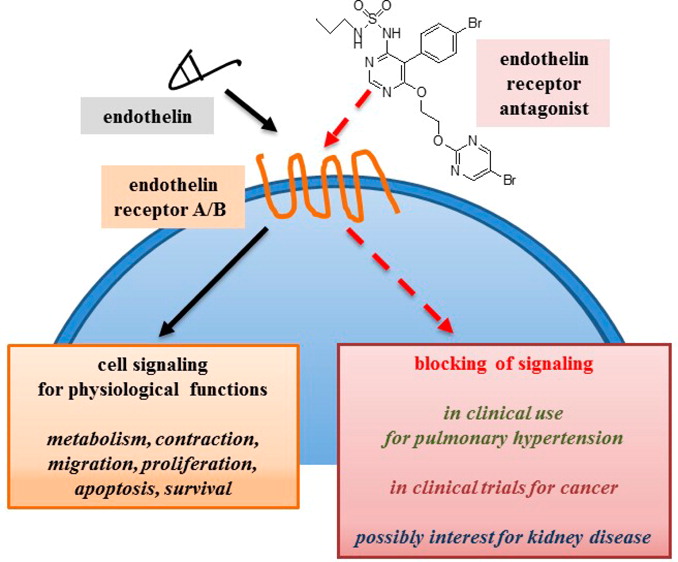 O O
S
N
H
NH
Br
N
N
O
O
N
N
Br
endothelin
receptor
antagonist
endothelin
endothelin
receptor A/B
cell signaling
for physiological functions
metabolism, contraction,
migration, proliferation,
apoptosis, survival
blocking of signaling
in clinical use
for pulmonary hypertension
in clinical trials for cancer
possibly interest for kidney disease